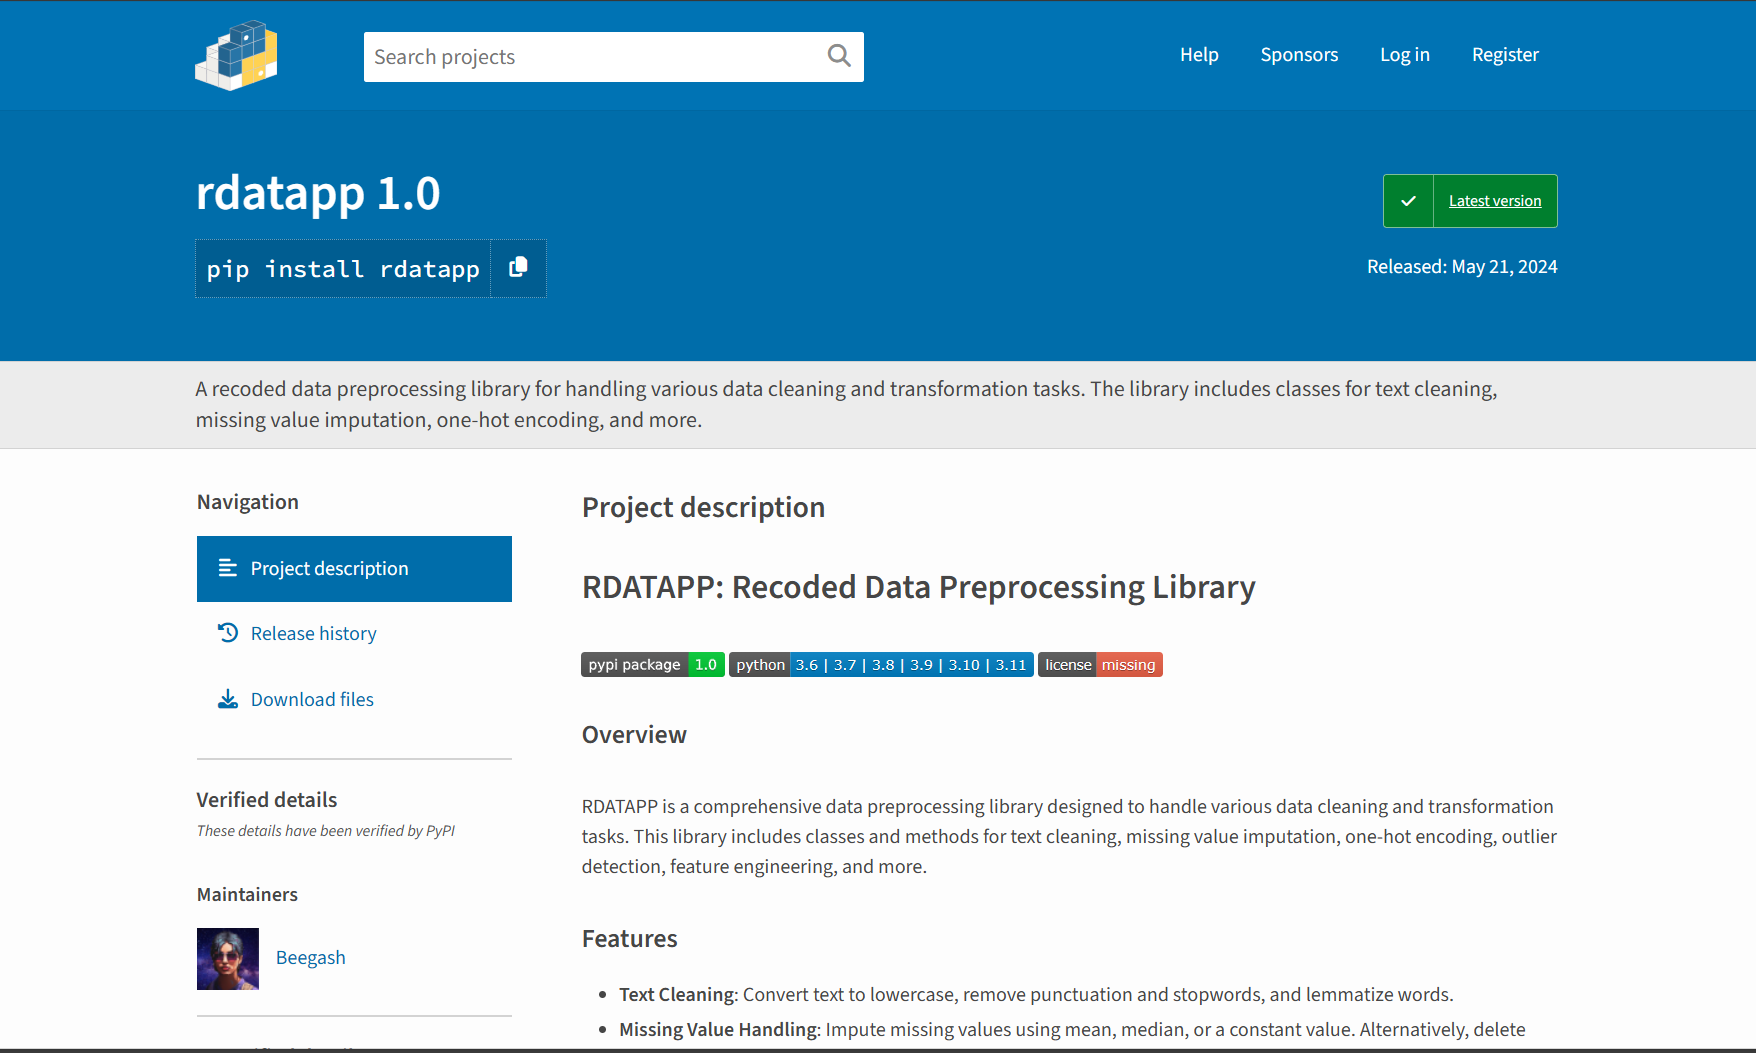 Search projects
Help
Sponsors
Log in
Register
rdatapp 1.0
pip install rdatapp
Latest version
Released: May 21, 2024
A recoded data preprocessing library for handling various data cleaning and transformation tasks. The library includes classes for text cleaning,
missing value imputation, one-hot encoding, and more.
Navigation
Project description
Release history
Download files
Verified details
These details have been verified by PyPI
Maintainers
Beegash
Project description
RDATAPP: Recoded Data Preprocessing Library
pypi package 1.0 python 3.6 | 3.7 | 3.8 | 3.9 | 3.10 | 3.11 license missing
Overview
RDATAPP is a comprehensive data preprocessing library designed to handle various data cleaning and transformation
tasks. This library includes classes and methods for text cleaning, missing value imputation, one-hot encoding, outlier
detection, feature engineering, and more.
Features
• Text Cleaning: Convert text to lowercase, remove punctuation and stopwords, and lemmatize words.
• Missing Value Handling: Impute missing values using mean, median, or a constant value. Alternatively, delete